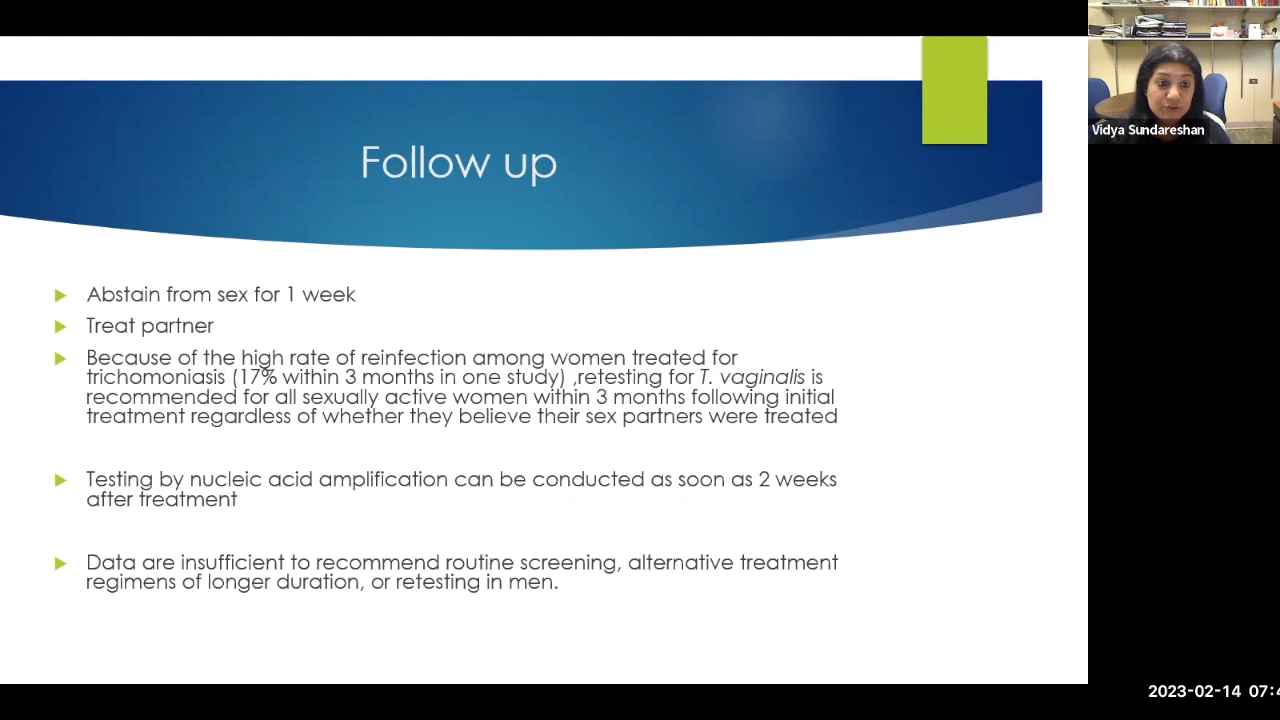 Follow up
Abstain from sex for 1 week
Treat partner
Because of the high rate of reinfection among women treated for
trichomoniasis (17% within 3 months in one study) ,retesting for T. vaginalis is
recommended for all sexually active women within 3 months following initial
treatment regardless of whether they believe their sex partners were treated
Testing by nucleic acid amplification can be conducted as soon as 2 weeks
after treatment
Data are insufficient to recommend routine screening, alternative treatment
regimens of longer duration, or retesting in men.
Vidya Sundareshan
2023-02-14